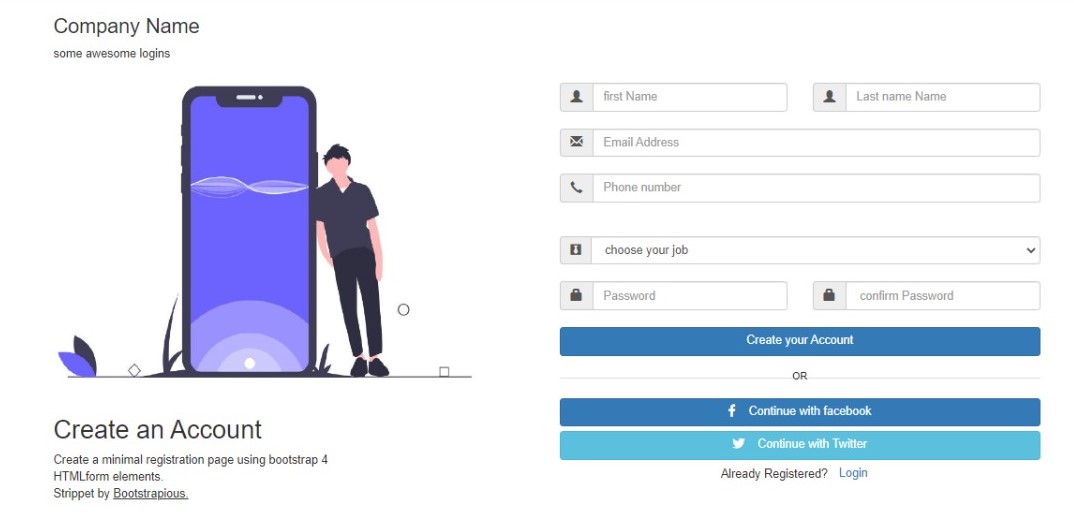 Company Name
some awesome logins
first Name
Last name Name
Email Address
Phone number
choose your job
Password
confirm Password
Create your Account
OR
Continue with facebook
Continue with Twitter
Already Registered? Login
Create an Account
Create a minimal registration page using bootstrap 4
HTMLform elements.
Strippet by Bootstrapious.